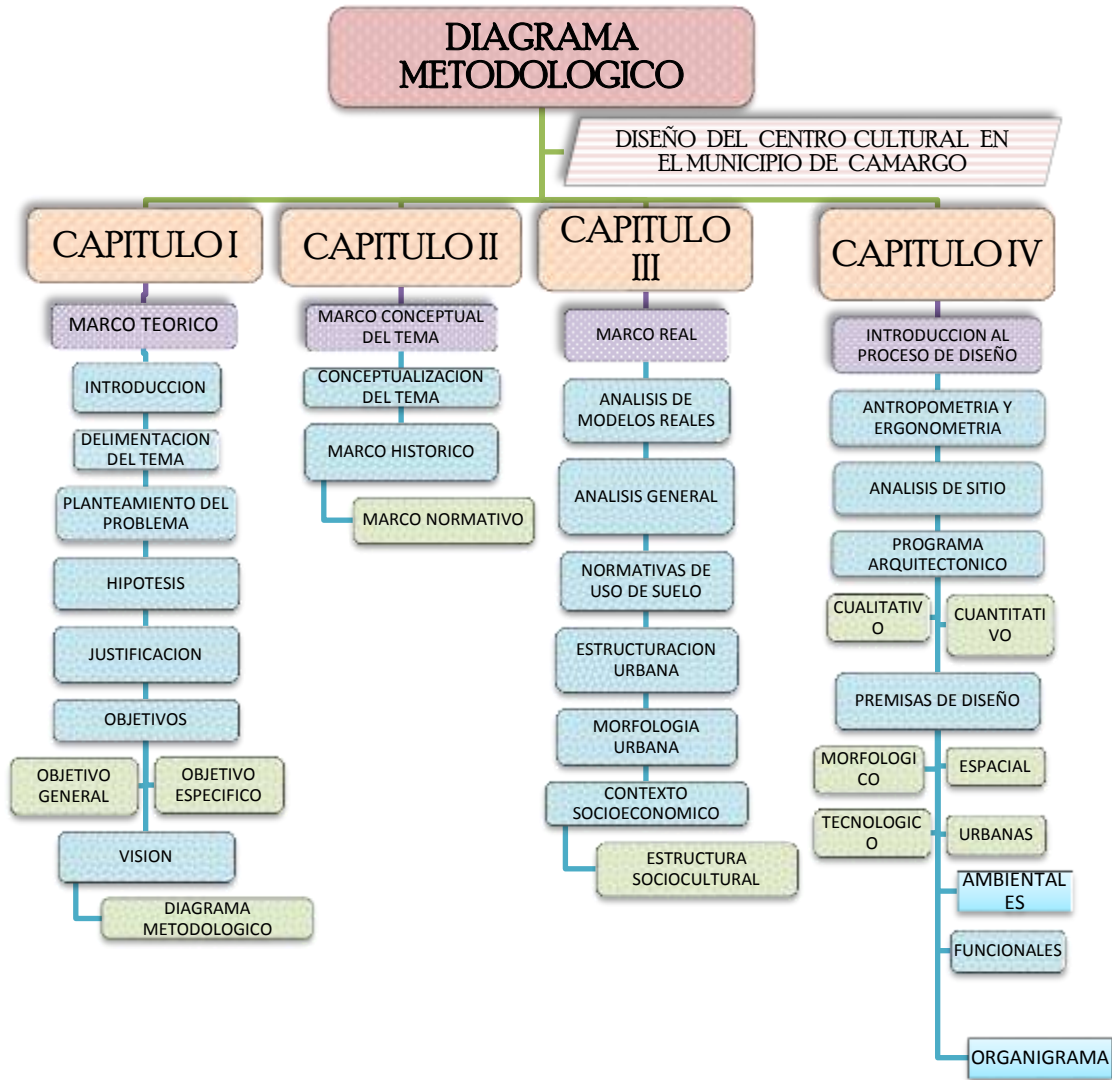 DIAGRAMA
METODOLOGICO
DISEÑO DEL CENTRO CULTURAL EN
EL MUNICIPIO DE CAMARGO
CAPITULO I
MARCO TEORICO
INTRODUCCION
DELIMENTACION
DEL TEMA
PLANTEAMIENTO DEL
PROBLEMA
HIPOTESIS
JUSTIFICACION
OBJETIVOS
OBJETIVO
GENERAL
OBJETIVO
ESPECIFICO
VISION
DIAGRAMA
METODOLOGICO
CAPITULO II
MARCO CONCEPTUAL
DEL TEMA
CONCEPTUALIZACION
DEL TEMA
MARCO HISTORICO
MARCO NORMATIVO
CAPITULO
III
MARCO REAL
ANALISIS DE
MODELOS REALES
ANALISIS GENERAL
NORMATIVAS DE
USO DE SUELO
ESTRUCTURACION
URBANA
MORFOLOGIA
URBANA
CONTEXTO
SOCIOECONOMICO
ESTRUCTURA
SOCIOCULTURAL
CAPITULO IV
INTRODUCCION AL
PROCESO DE DISEÑO
ANTROPOMETRIA Y
ERGONOMETRIA
ANALISIS DE SITIO
PROGRAMA
ARQUITECTONICO
CUALITATIV
O
CUANTITATI
VO
PREMISAS DE DISEÑO
MORFOLOGI
CO
ESPACIAL
TECNOLOGIC
O
URBANAS
AMBIENTAL
ES
FUNCIONALES
ORGANIGRAMA